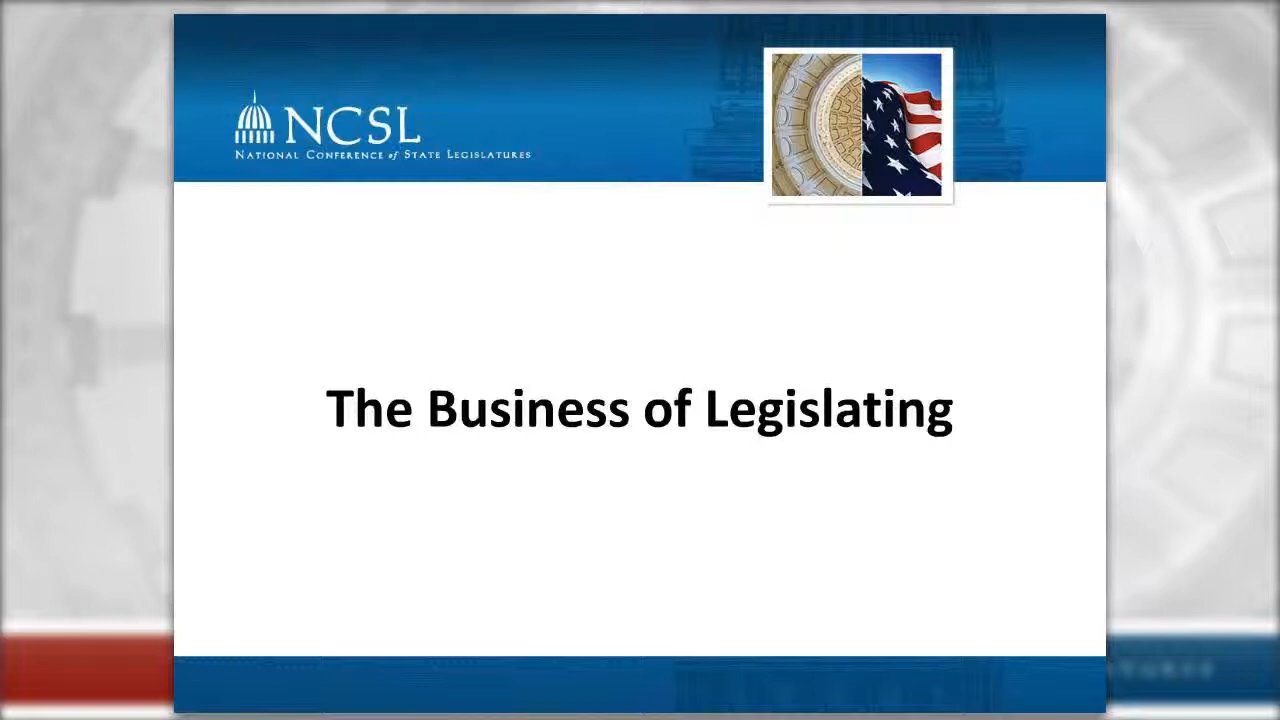 NCSL
NATIONAL CONFERENCE of STATE LEGISLATURES
The Business of Legislating